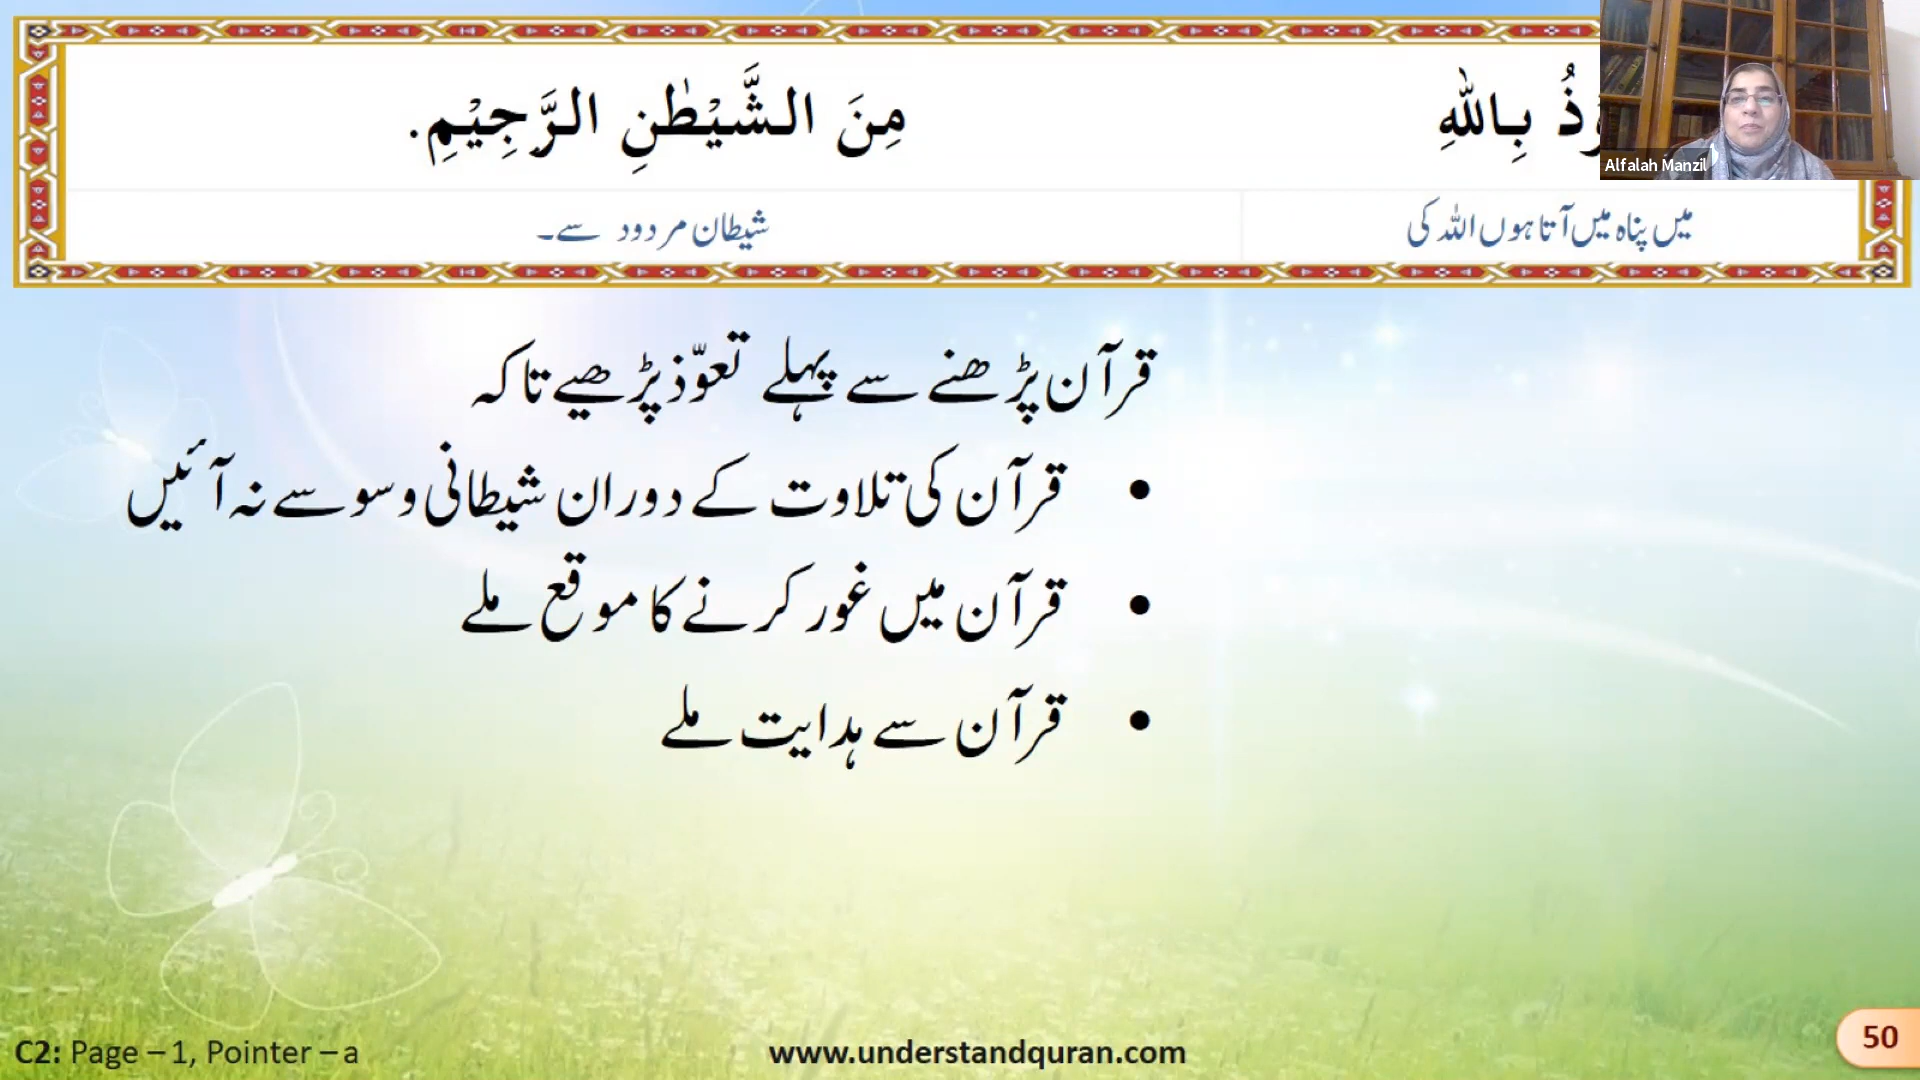 بِاللّٰهِ مِنَ الشَّيْطٰنِ الرَّجِيْمِ.
Alfalah Manzil
میں پناہ میں آتا ہوں اللہ کی شیطان مردود سے۔
قرآن پڑھنے سے پہلے تعوّذ پڑھیے تاکہ
• قرآن کی تلاوت کے دوران شیطانی وسوسے نہ آئیں
• قرآن میں غور کرنے کا موقع ملے
• قرآن سے ہدایت ملے
C2: Page – 1, Pointer – a www.understandquran.com 50